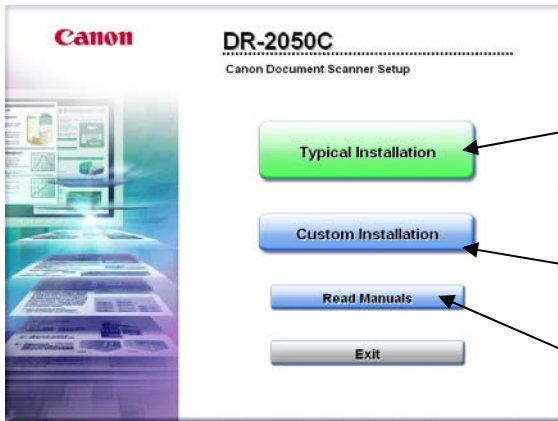 Canon
DR-2050C
Canon Document Scanner Setup
Typical Installation
Custom Installation
Read Manuals
Exit